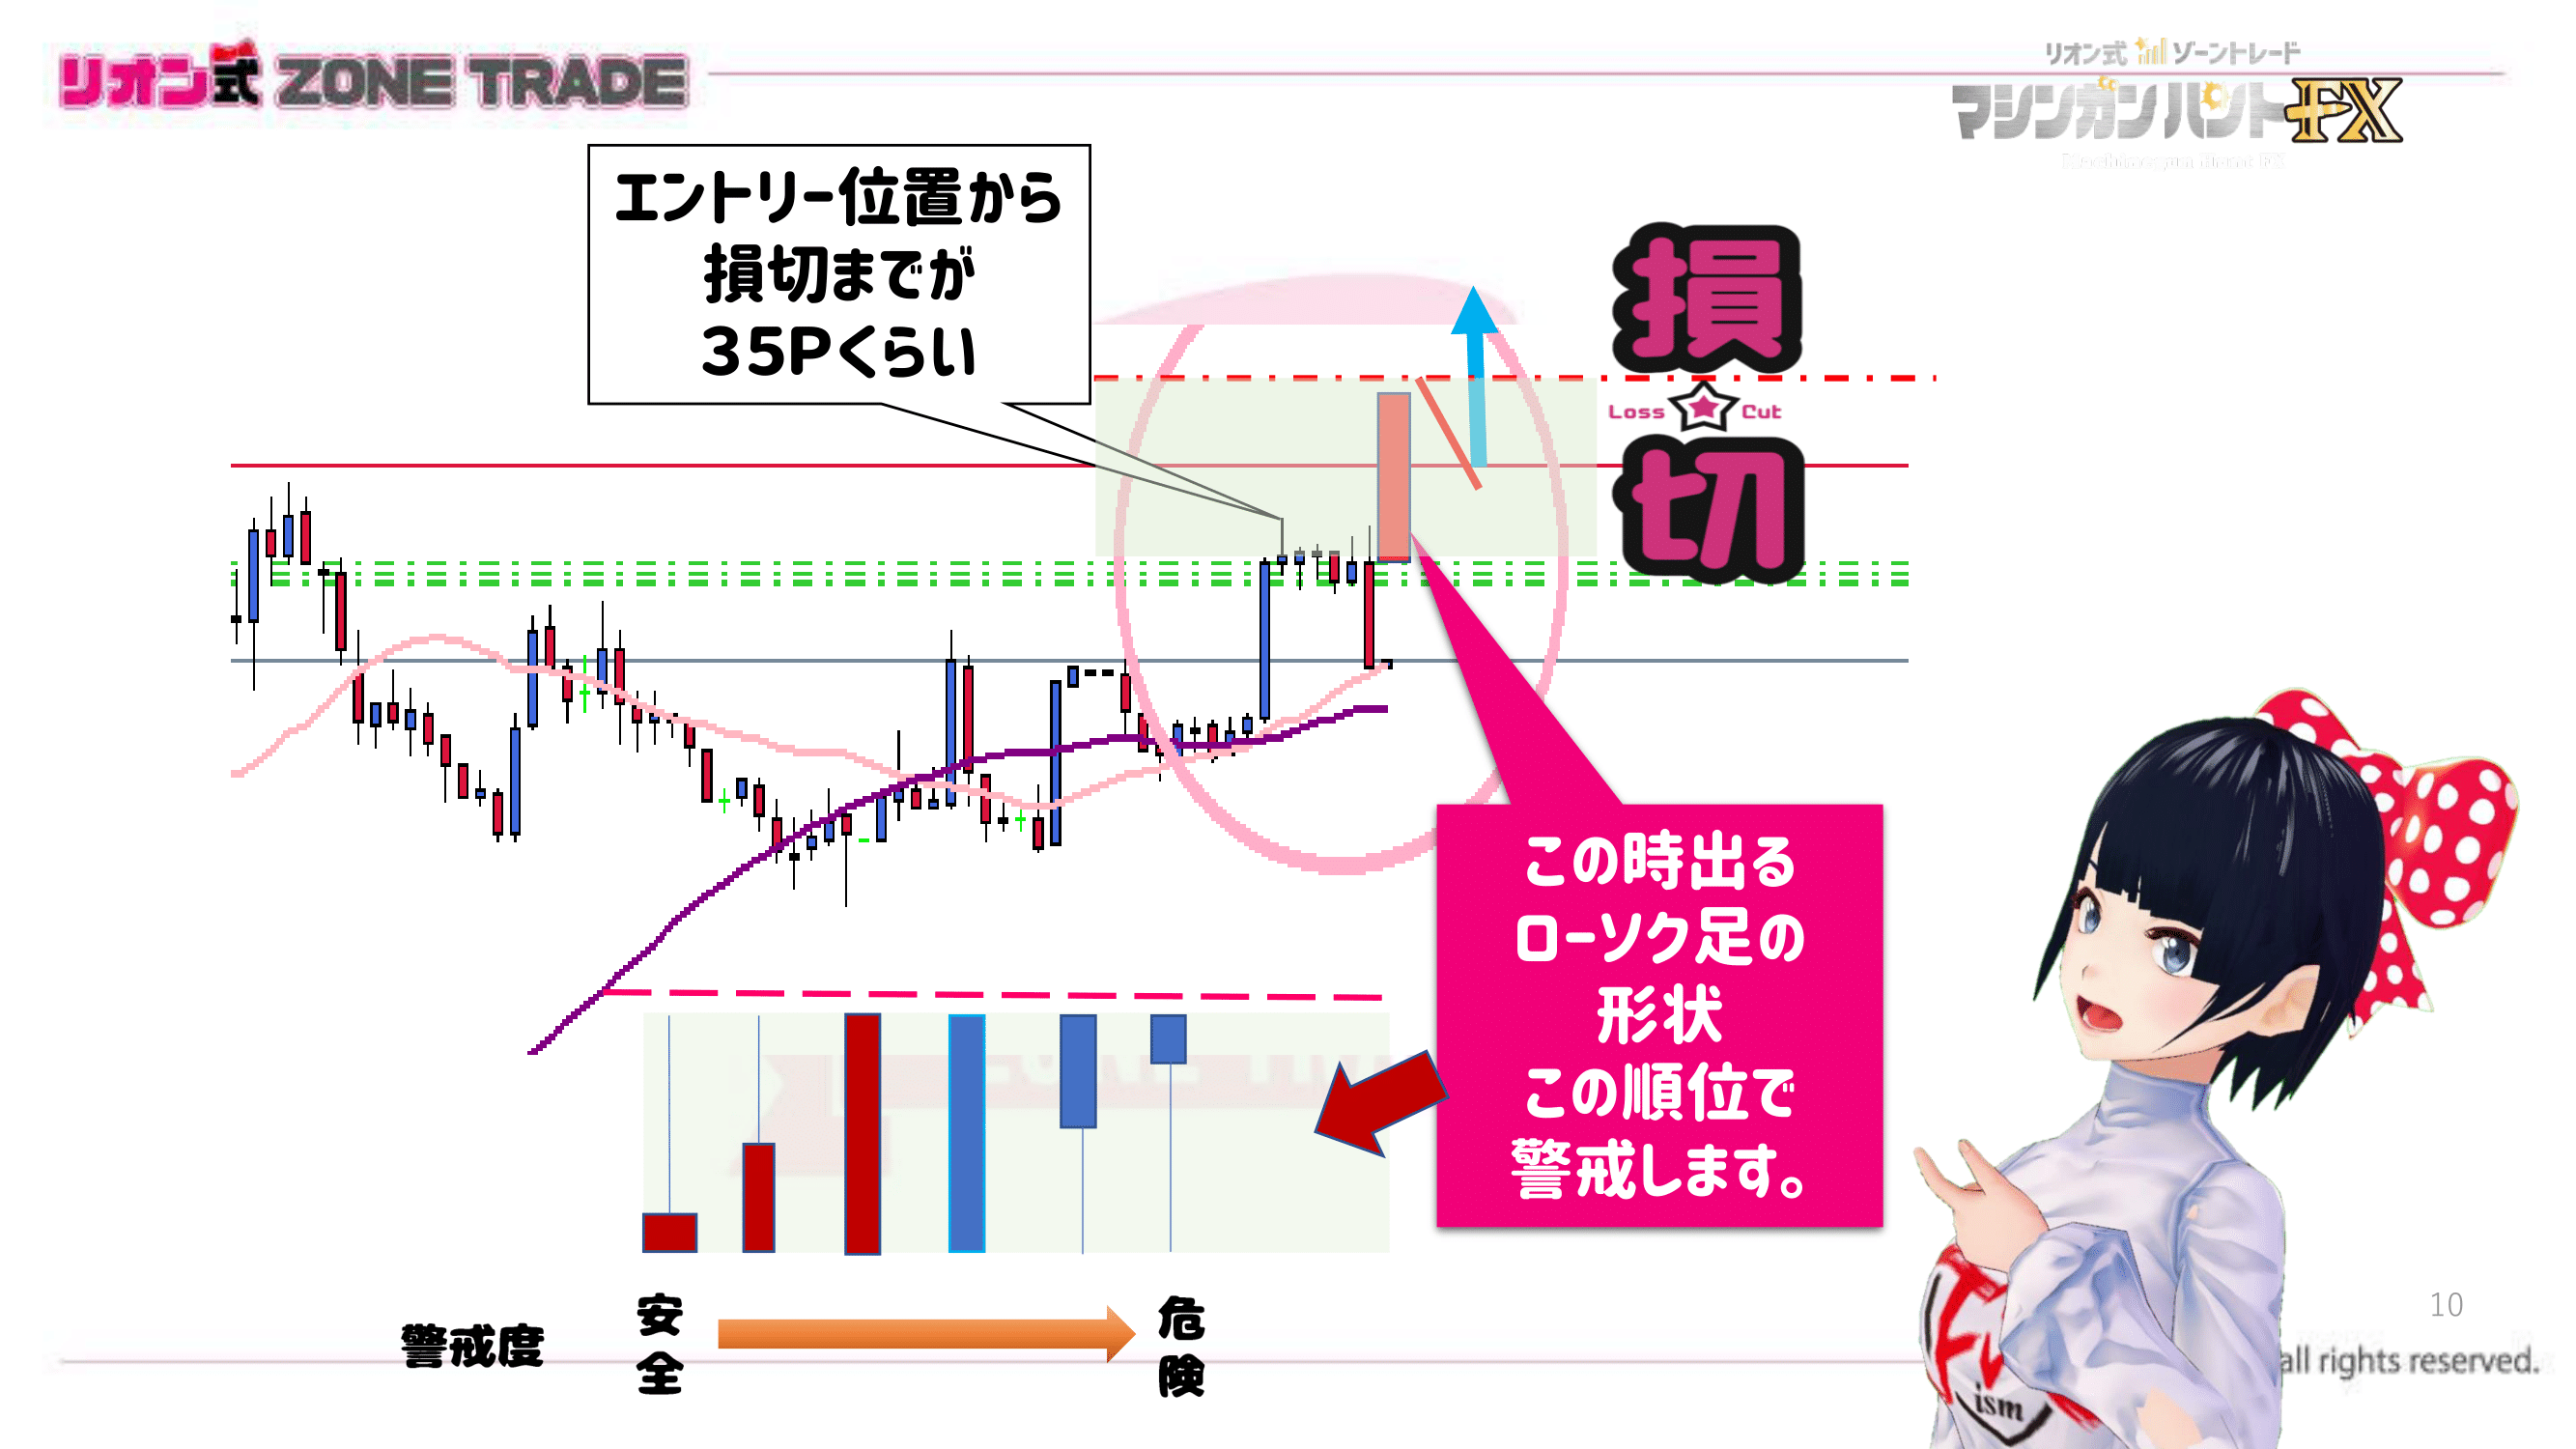 リオン式 ZONE TRADE
リオン式 ゾーントレード
マシンガンハントFX
エントリー位置から
損切までが
35Pくらい
損
Loss Cut
切
この時出る
ローソク足の
形状
この順位で
警戒します。
警戒度
安全
危険
ism
10
all rights reserved.